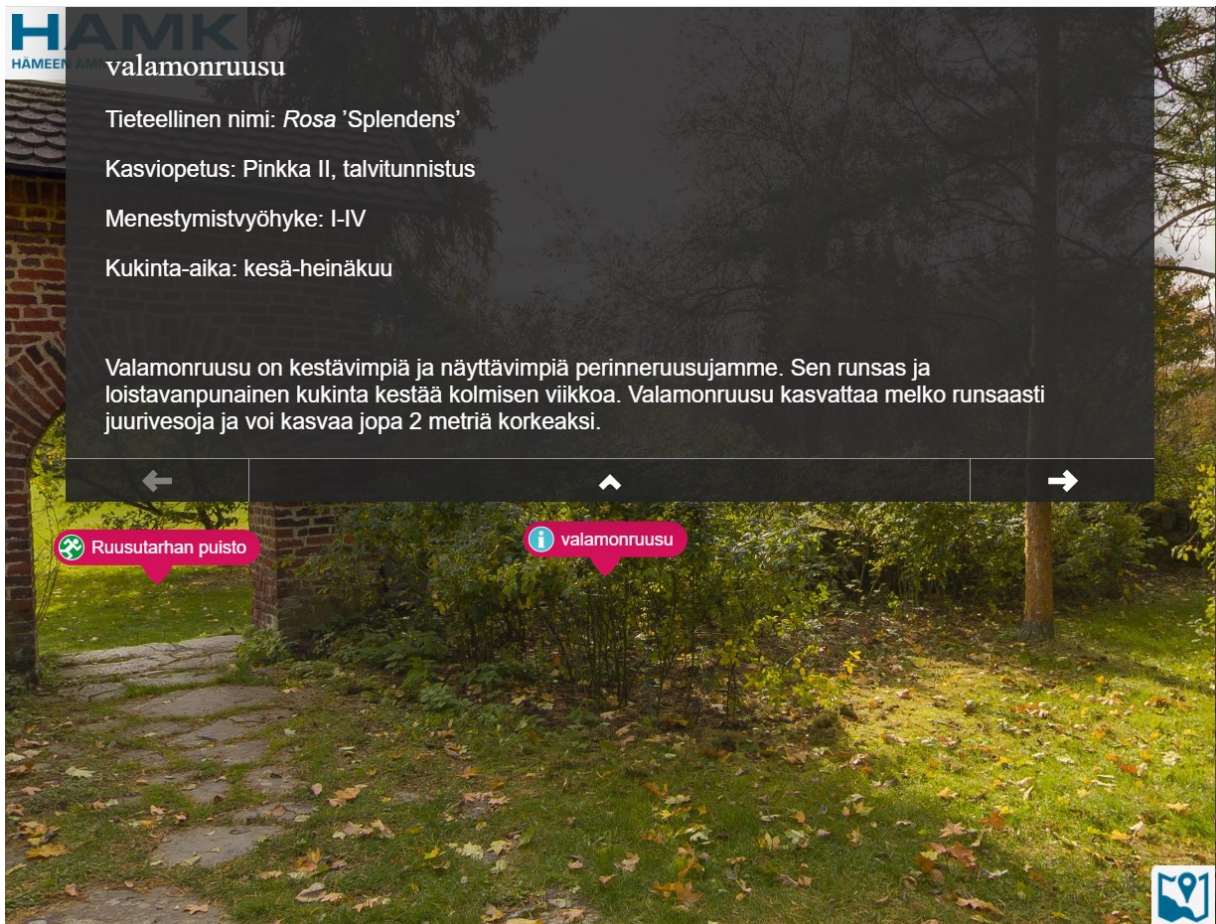 HAMK
HÄMEEN AMM
valamonruusu
Tieteellinen nimi: Rosa ’Splendens’
Kasviopetus: Pinkka II, talvitunnistus
Menestymistvyöhyke: I-IV
Kukinta-aika: kesä-heinäkuu
Valamonruusu on kestävimpiä ja näyttävimpiä perinneruusujamme. Sen runsas ja
loistavanpunainen kukinta kestää kolmisen viikkoa. Valamonruusu kasvattaa melko runsaasti
juurivesoja ja voi kasvaa jopa 2 metriä korkeaksi.
Ruusutarhan puisto
i valamonruusu